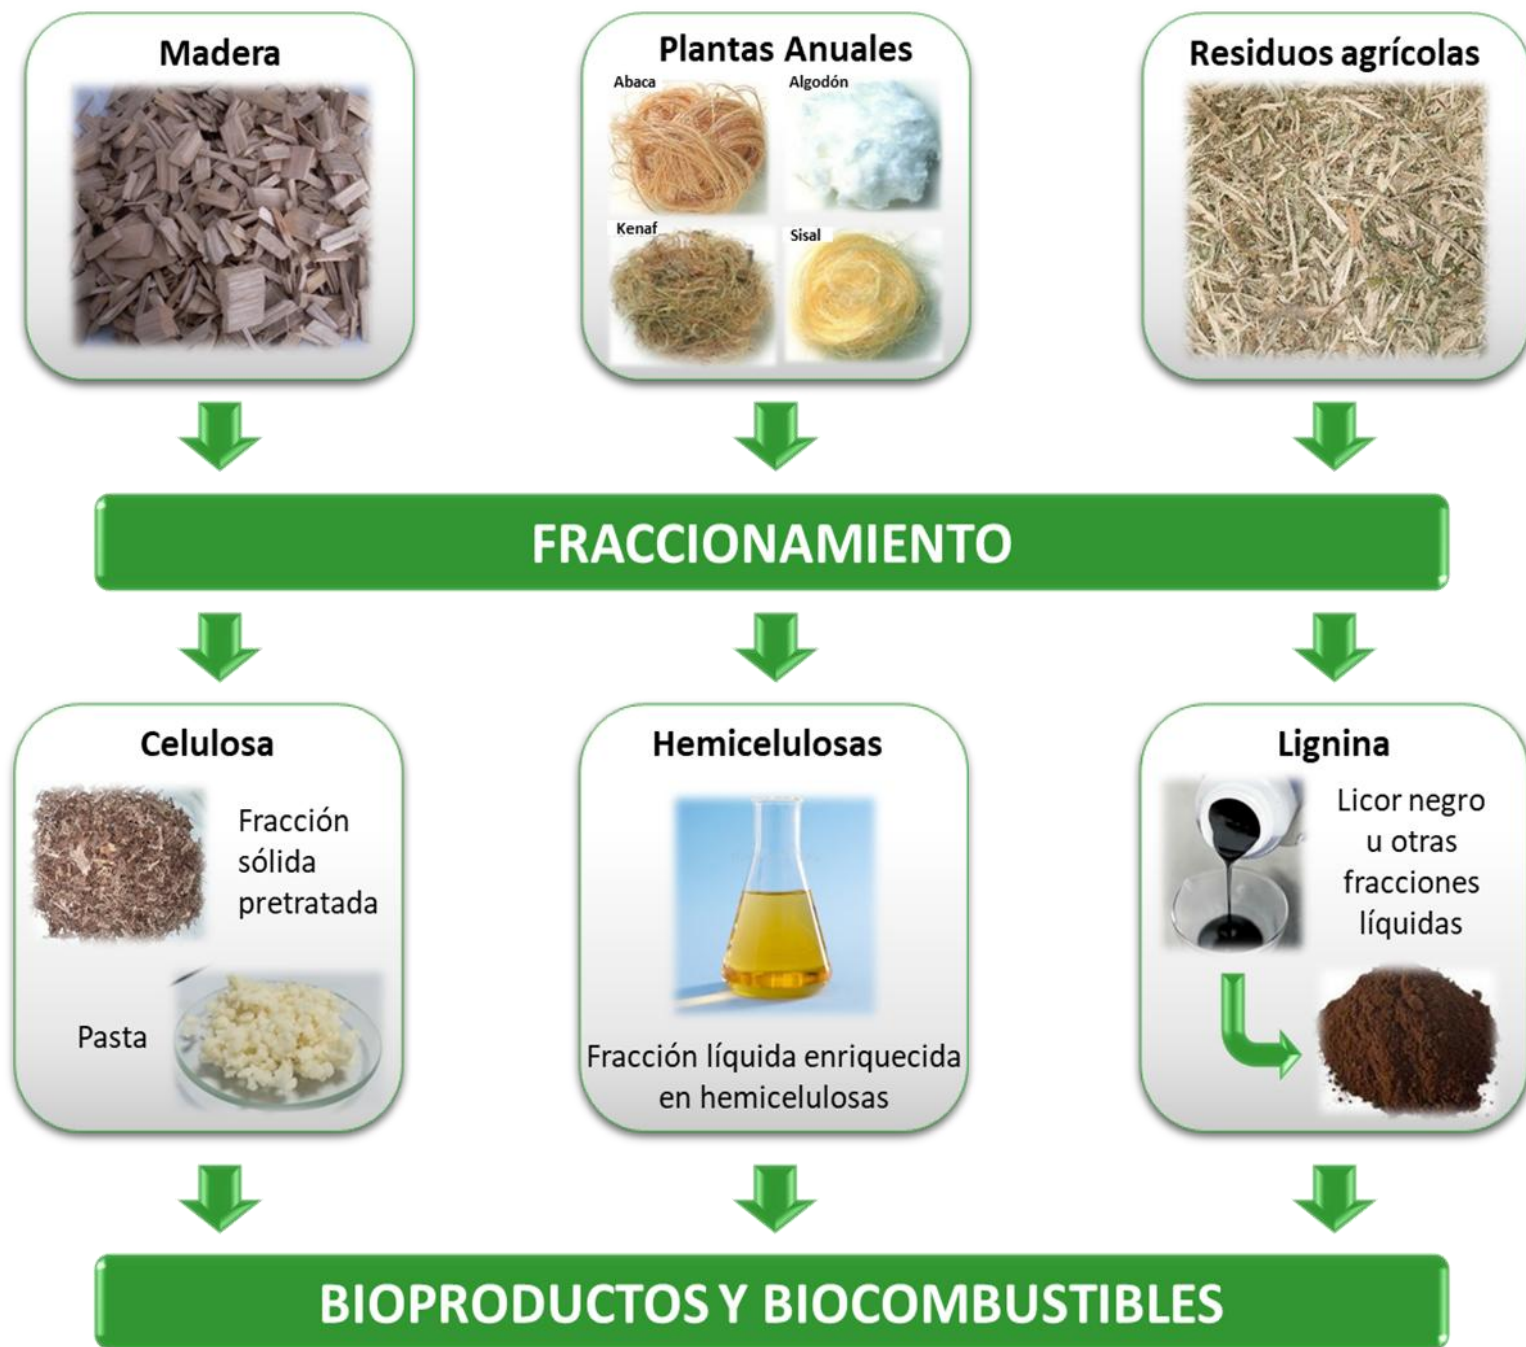 Madera
Plantas Anuales
Residuos agrícolas
Abaca
Algodón
Kenaf
Sisal
FRACCIONAMIENTO
Celulosa
Fracción
sólida
pretratada
Pasta
Hemicelulosas
Fracción líquida enriquecida
en hemicelulosas
Lignina
Licor negro
u otras
fracciones
líquidas
BIOPRODUCTOS Y BIOCOMBUSTIBLES